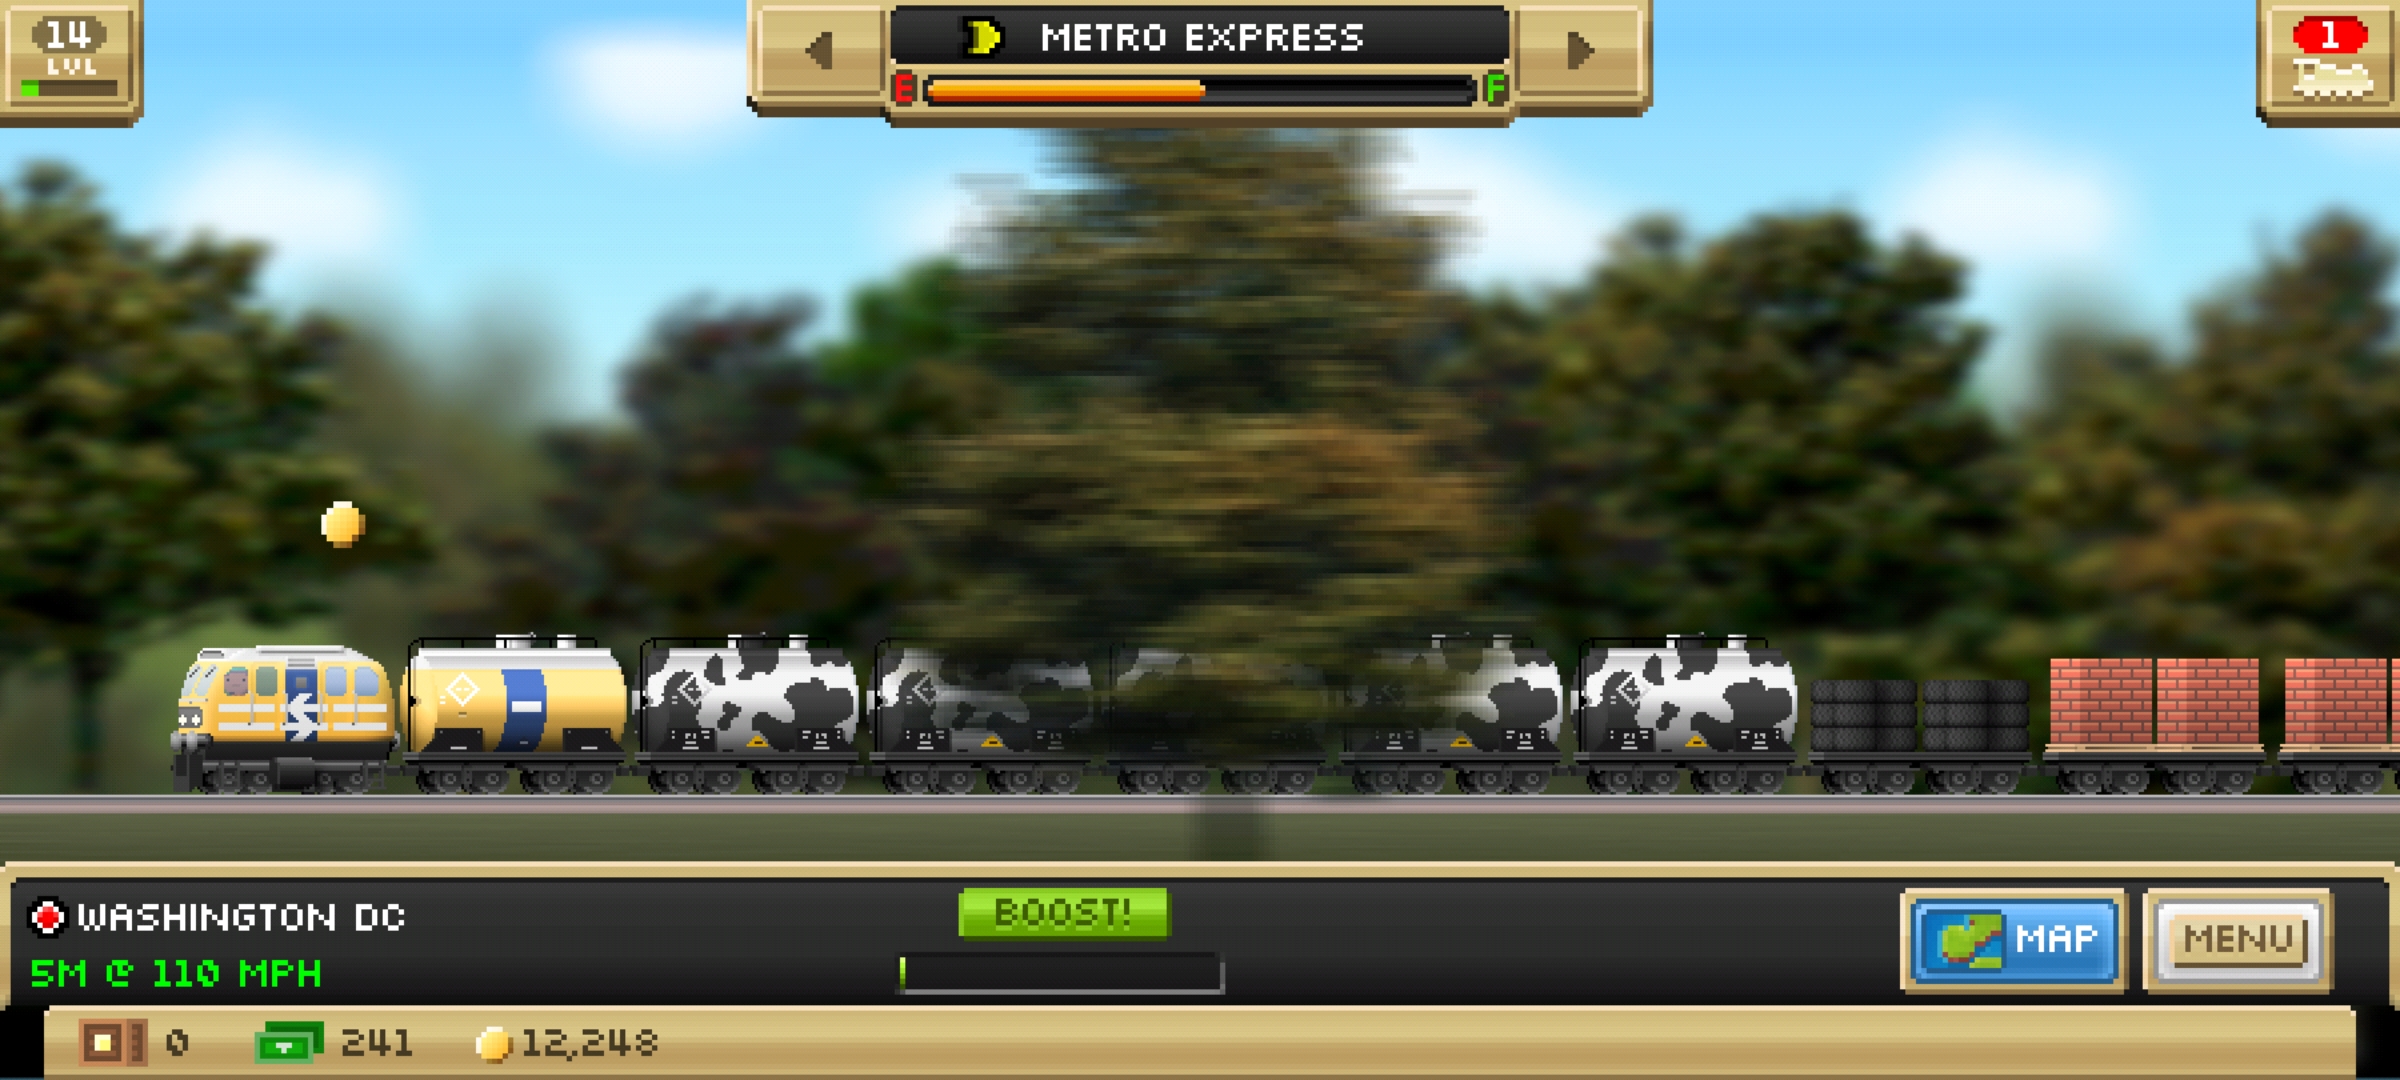 14
LVL
METRO EXPRESS
E F
1
WASHINGTON DC
5M @ 110 MPH
BOOST!
MAP
MENU
0
241
12,248